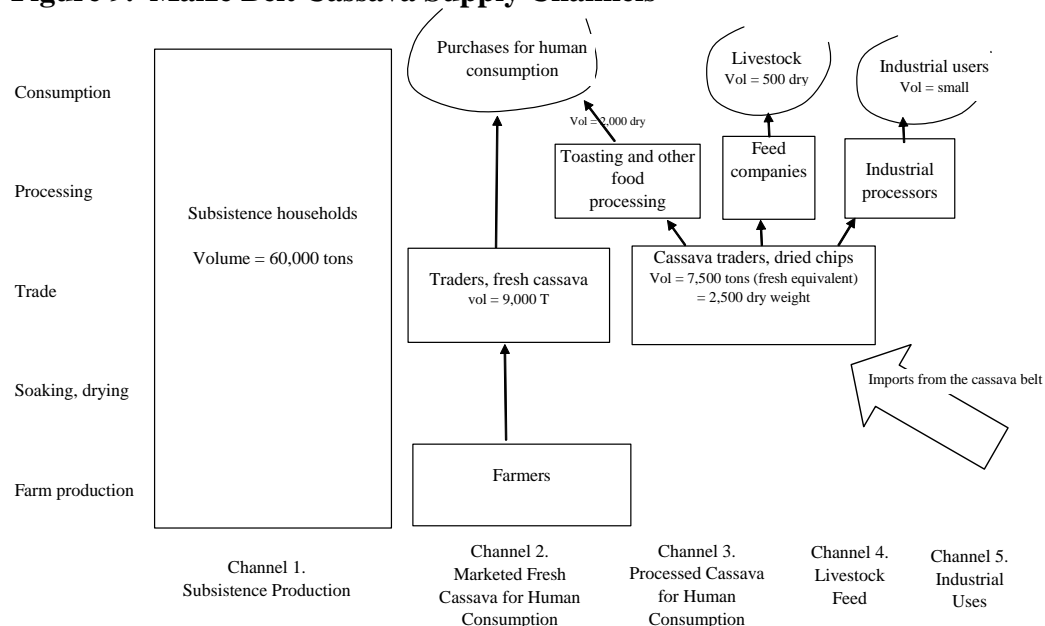 Figure 9. Maize Belt Cassava Supply Channels
Purchases for human
consumption
Livestock
Vol = 500 dry
Industrial users
Vol = small
Consumption
Vol = 2,000 dry
Toasting and other
food
processing
Feed
companies
Industrial
processors
Processing
Subsistence households
Volume = 60,000 tons
Traders, fresh cassava
vol = 9,000 T
Cassava traders, dried chips
Vol = 7,500 tons (fresh equivalent)
= 2,500 dry weight
Trade
Imports from the cassava belt
Soaking, drying
Farmers
Farm production
Channel 1.
Subsistence Production
Channel 2.
Marketed Fresh
Cassava for Human
Consumption
Channel 3.
Processed Cassava
for Human
Consumption
Channel 4.
Livestock
Feed
Channel 5.
Industrial
Uses